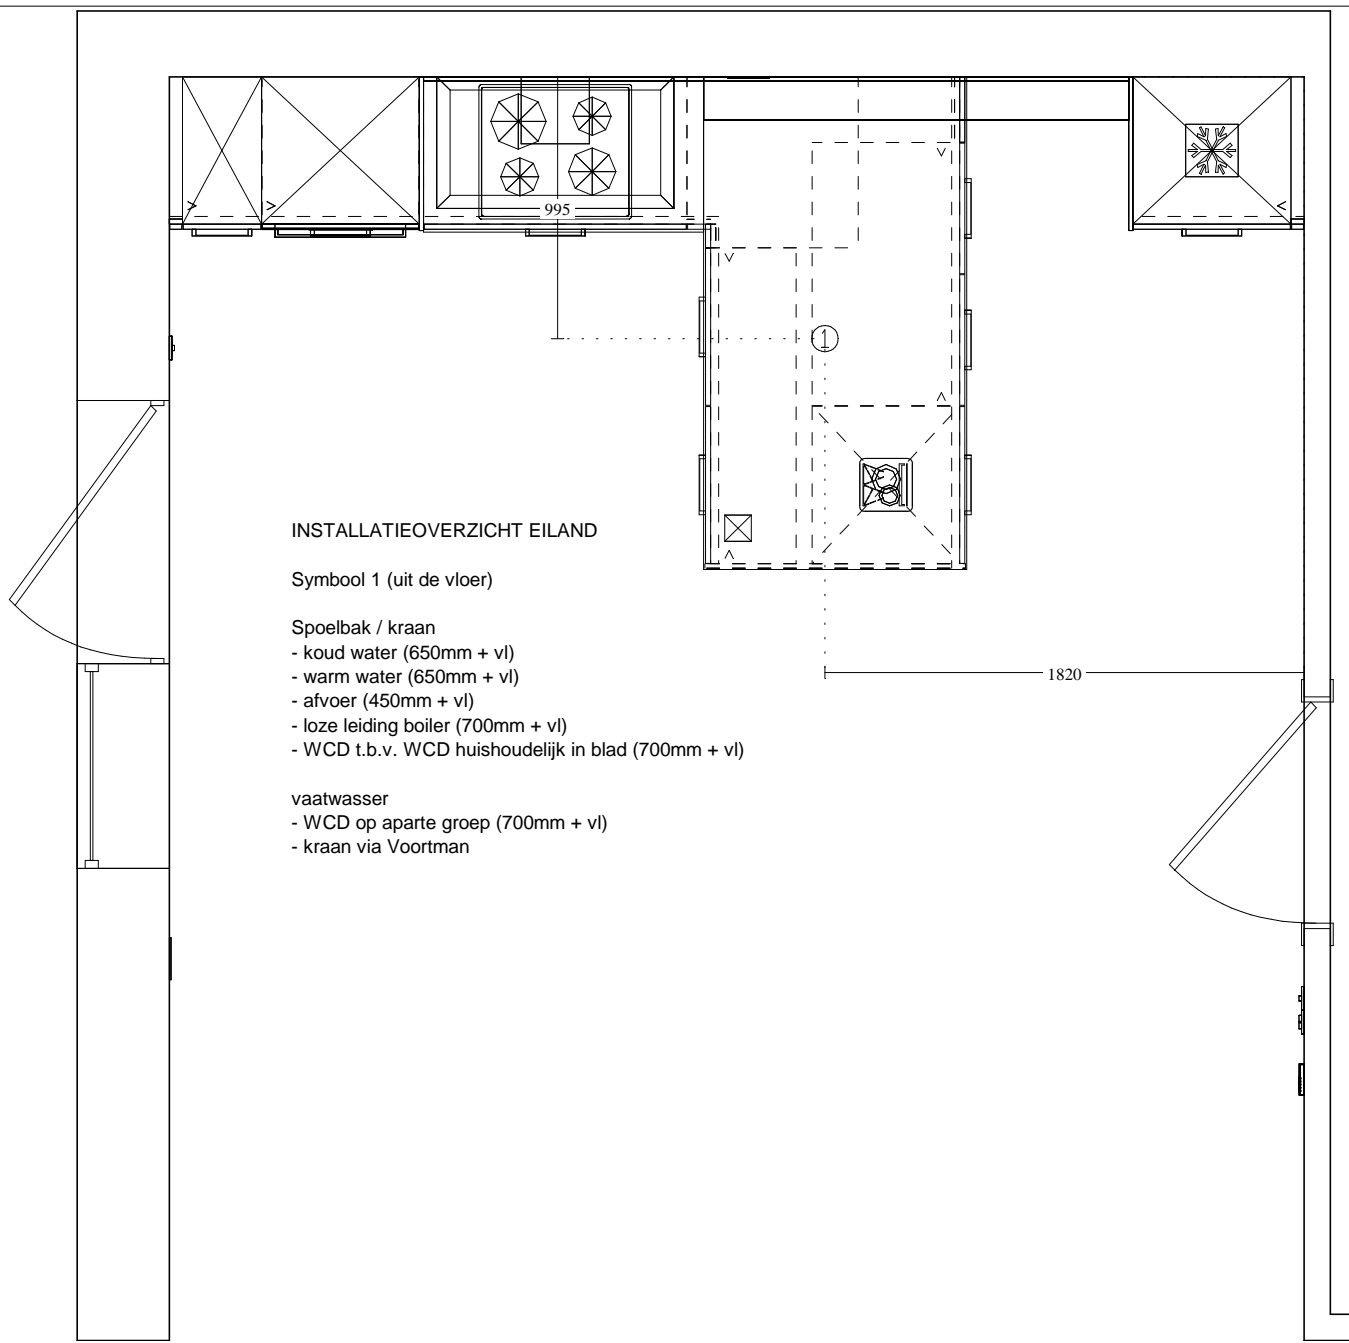 995
1
INSTALLATIEOVERZICHT EILAND
Symbool 1 (uit de vloer)
Spoelbak / kraan
- koud water (650mm + vl)
- warm water (650mm + vl)
- afvoer (450mm + vl)
- loze leiding boiler (700mm + vl)
- WCD t.b.v. WCD huishoudelijk in blad (700mm + vl)
vaatwasser
- WCD op aparte groep (700mm + vl)
- kraan via Voortman
1820